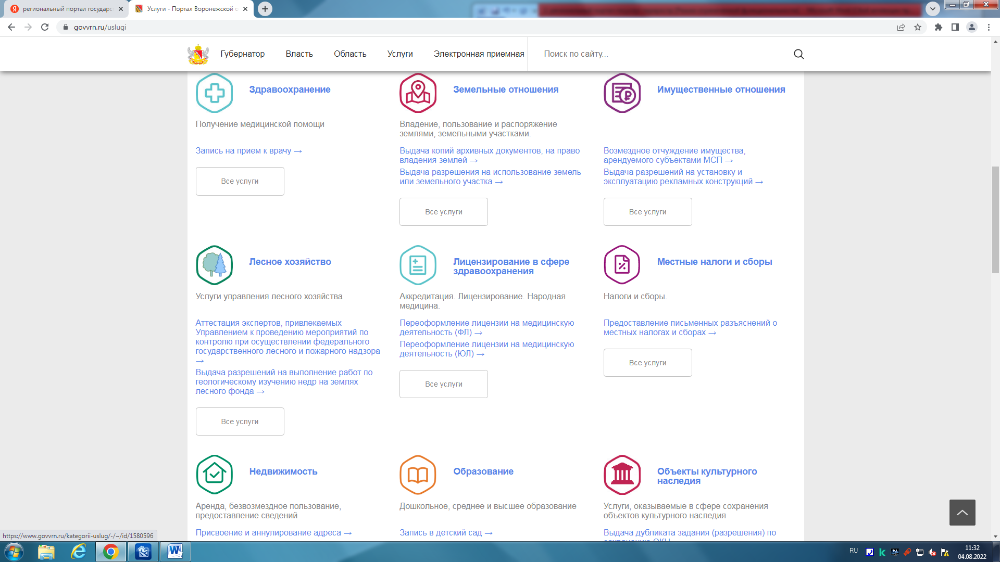 региональный портал государст
Услуги - Портал Воронежской о
govvrn.ru/uslugi
Губернатор
Власть
Область
Услуги
Электронная приемная
Поиск по сайту...
Здравоохранение
Получение медицинской помощи
Запись на прием к врачу →
Все услуги
Земельные отношения
Владение, пользование и распоряжение
землями, земельными участками.
Выдача копий архивных документов, на право
владения землей →
Выдача разрешения на использование земель
или земельного участка →
Все услуги
Имущественные отношения
Возмездное отчуждение имущества,
арендуемого субъектами МСП →
Выдача разрешений на установку и
эксплуатацию рекламных конструкций →
Все услуги
Лесное хозяйство
Услуги управления лесного хозяйства
Аттестация экспертов, привлекаемых
Управлением к проведению мероприятий по
контролю при осуществлении федерального
государственного лесного и пожарного надзора
→
Выдача разрешений на выполнение работ по
геологическому изучению недр на землях
лесного фонда →
Все услуги
Лицензирование в сфере
здравоохранения
Аккредитация. Лицензирование. Народная
медицина.
Переоформление лицензии на медицинскую
деятельность (ФЛ) →
Переоформление лицензии на медицинскую
деятельность (ЮЛ) →
Все услуги
Местные налоги и сборы
Налоги и сборы.
Предоставление письменных разъяснений о
местных налогах и сборах →
Все услуги
Недвижимость
Аренда, безвозмездное пользование,
предоставление сведений
Присвоение и аннулирование адреса →
Образование
Дошкольное, среднее и высшее образование
Запись в детский сад →
Объекты культурного
наследия
Услуги, оказываемые в сфере сохранения
объектов культурного наследия
Выдача дубликата задания (разрешения) по
https://www.govvrn.ru/kategorii-uslug/-/~/id/1580596
RU
11:32
04.08.2022